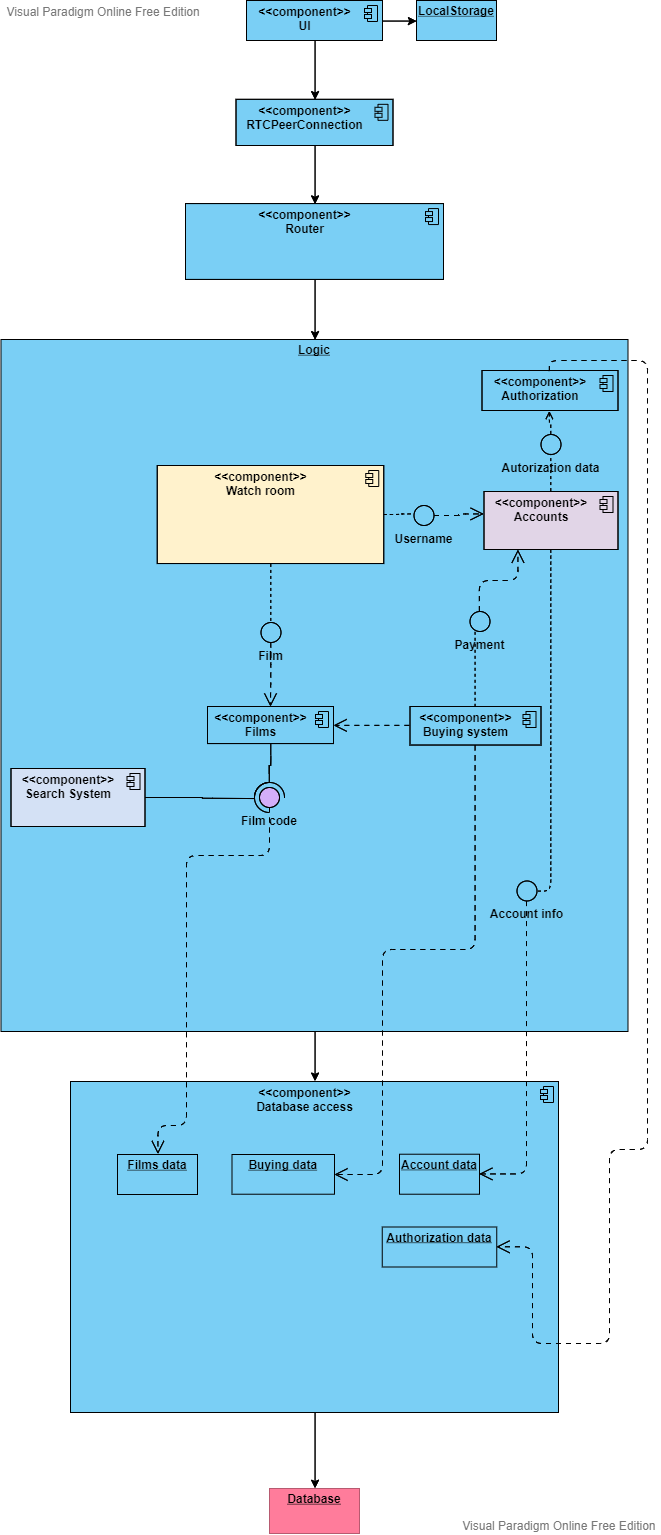 Visual Paradigm Online Free Edition
<<component>>
UI
LocalStorage
<<component>>
RTCPeerConnection
<<component>>
Router
Logic
<<component>>
Authorization
Autorization data
<<component>>
Watch room
<<component>>
Accounts
Username
Payment
Film
<<component>>
Films
<<component>>
Buying system
<<component>>
Search System
Film code
Account info
<<component>>
Database access
Films data
Buying data
Account data
Authorization data
Database
Visual Paradigm Online Free Edition